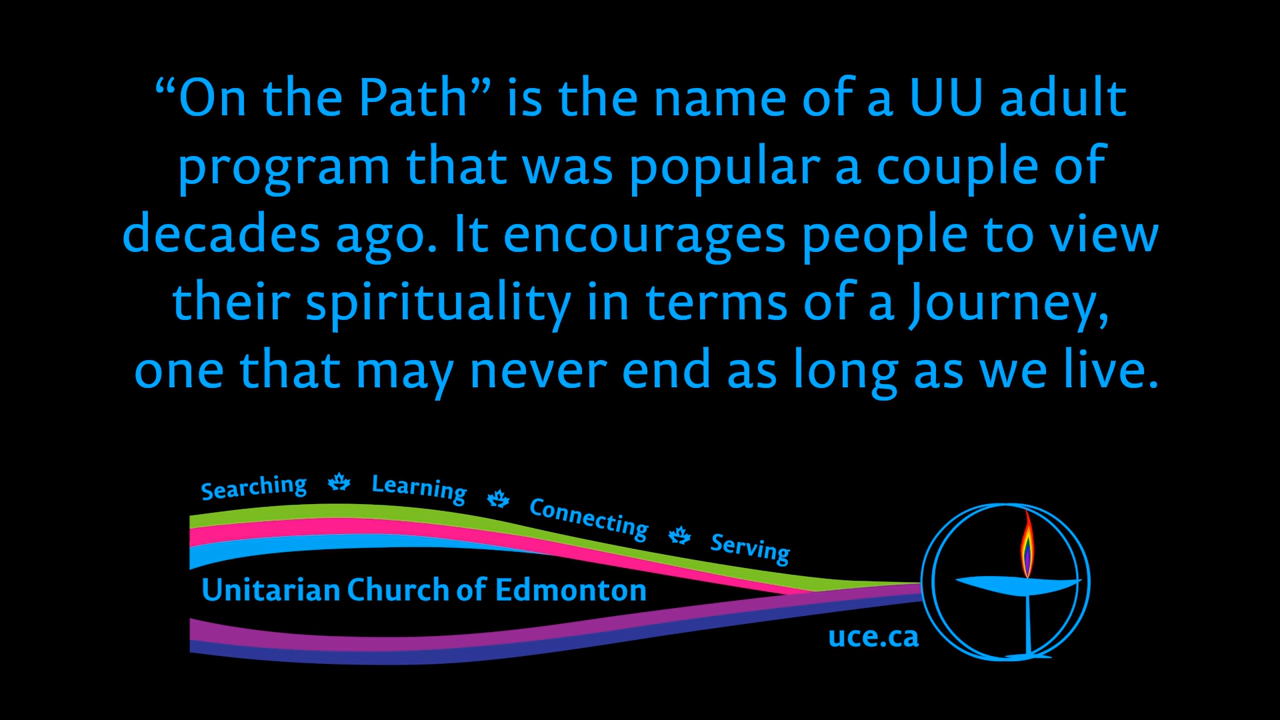 “On the Path” is the name of a UU adult
program that was popular a couple of
decades ago. It encourages people to view
their spirituality in terms of a Journey,
one that may never end as long as we live.
Searching Learning Connecting Serving
Unitarian Church of Edmonton
uce.ca